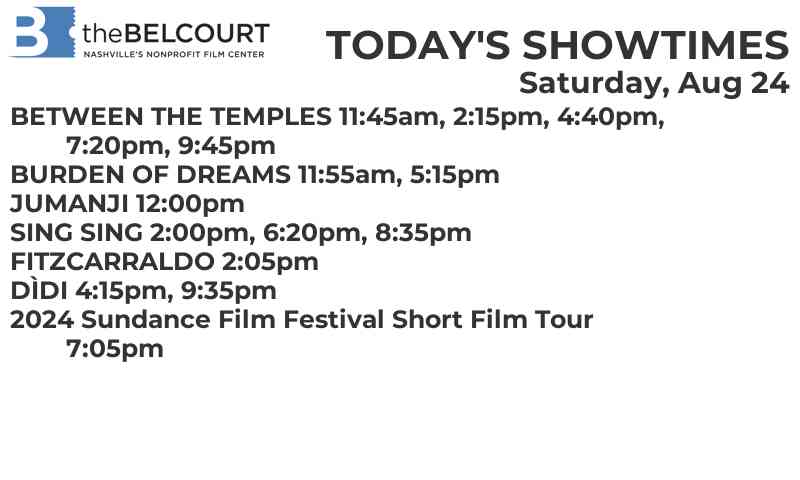 B theBELCOURT
NASHVILLE'S NONPROFIT FILM CENTER
TODAY'S SHOWTIMES
Saturday, Aug 24
BETWEEN THE TEMPLES 11:45am, 2:15pm, 4:40pm,
7:20pm, 9:45pm
BURDEN OF DREAMS 11:55am, 5:15pm
JUMANJI 12:00pm
SING SING 2:00pm, 6:20pm, 8:35pm
FITZCARRALDO 2:05pm
DÌDI 4:15pm, 9:35pm
2024 Sundance Film Festival Short Film Tour
7:05pm